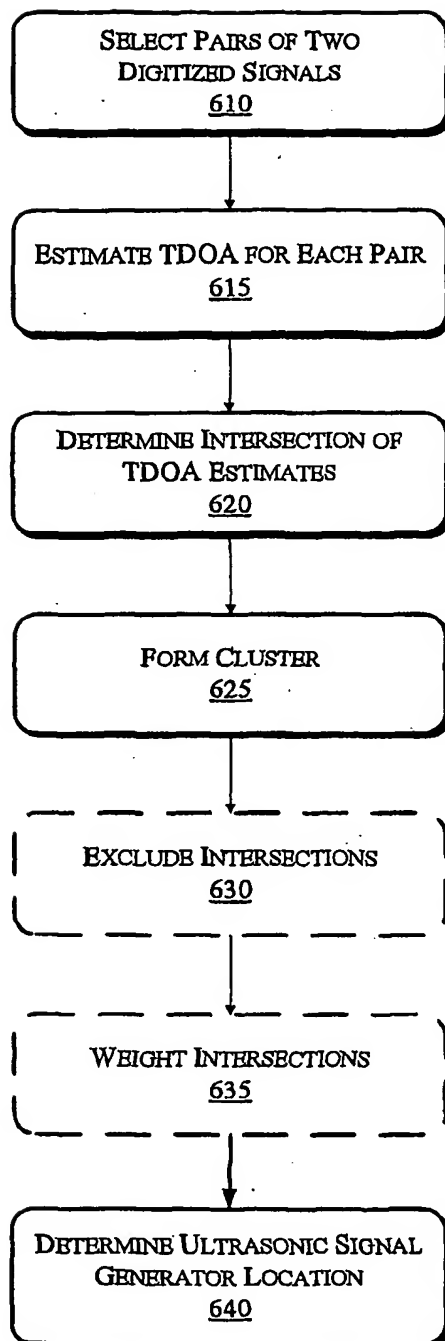 SELECT PAIRS OF TWO
DIGITIZED SIGNALS
610
ESTIMATE TDOA FOR EACH PAIR
615
DETERMINE INTERSECTION OF
TDOA ESTIMATES
620
FORM CLUSTER
625
EXCLUDE INTERSECTIONS
630
WEIGHT INTERSECTIONS
635
DETERMINE ULTRASONIC SIGNAL
GENERATOR LOCATION
640